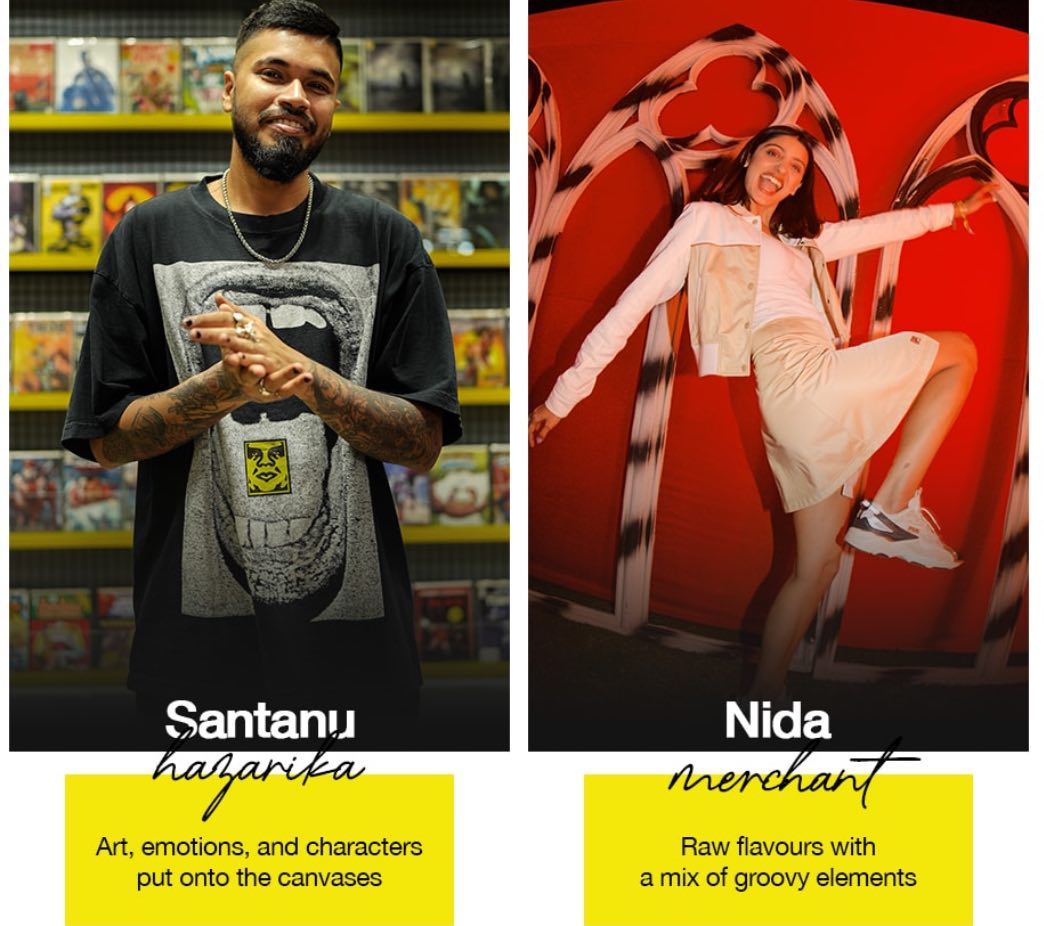 Santanu
hazarika
Art, emotions, and characters
put onto the canvases
Nida
merchant
Raw flavours with
a mix of groovy elements